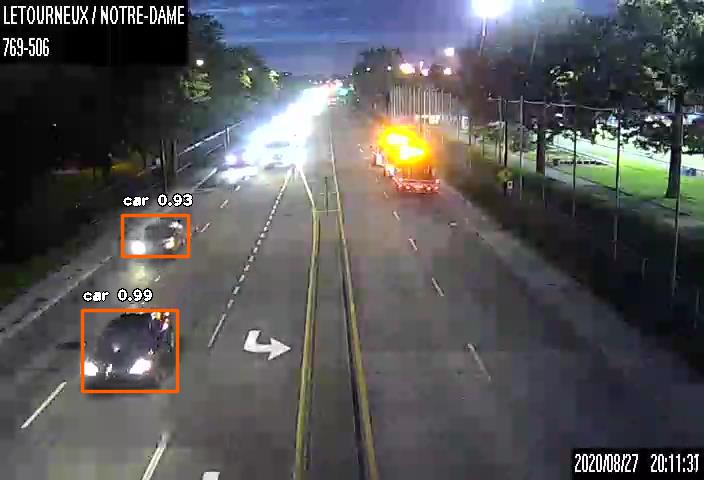 LETOURNEUX / NOTRE-DAME
769-506
car 0.93
car 0.99
2020/08/27 20:11:31